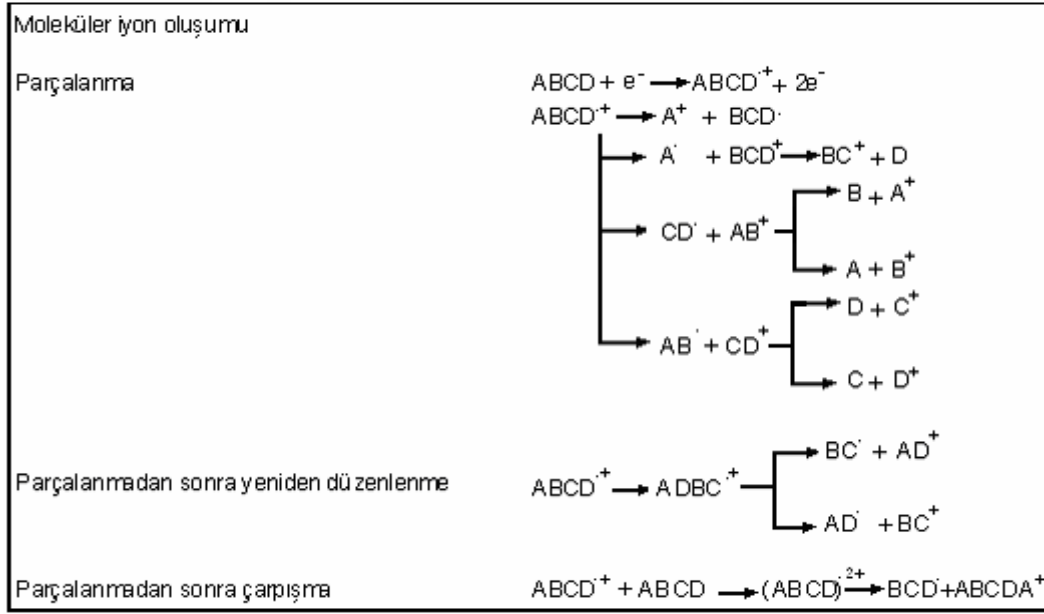 Moleküler iyon oluşumu
Parçalanma ABCD + e⁻ → ABCD˙⁺ + 2e⁻
ABCD˙⁺ → A⁺ + BCD˙
A˙ + BCD⁺ → BC⁺ + D
B + A⁺
CD˙ + AB⁺
A + B⁺
D + C⁺
AB˙ + CD⁺
C + D⁺
BC˙ + AD⁺
Parçalanmadan sonra yeniden düzenlenme ABCD˙⁺ → ADBC˙⁺
AD˙ + BC⁺
Parçalanmadan sonra çarpışma ABCD˙⁺ + ABCD → (ABCD)˙²⁺ → BCD˙+ABCDA⁺